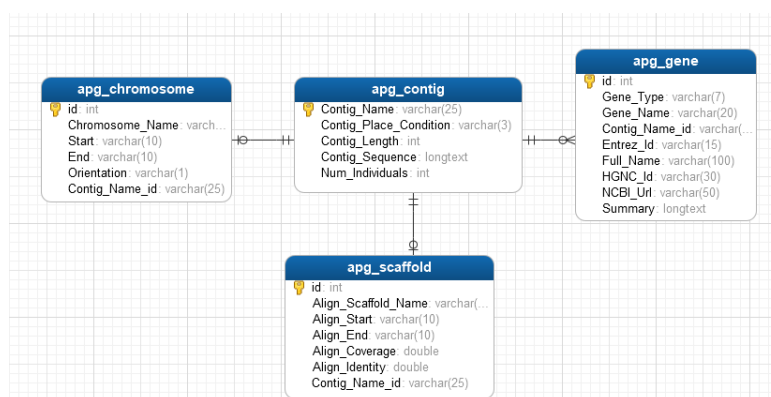 apg_chromosome
id: int
Chromosome_Name: varch...
Start: varchar(10)
End: varchar(10)
Orientation: varchar(1)
Contig_Name_id: varchar(25)
apg_contig
Contig_Name: varchar(25)
Contig_Place_Condition: varchar(3)
Contig_Length: int
Contig_Sequence: longtext
Num_Individuals: int
apg_gene
id: int
Gene_Type: varchar(7)
Gene_Name: varchar(20)
Contig_Name_id: varchar(...
Entrez_Id: varchar(15)
Full_Name: varchar(100)
HGNC_Id: varchar(30)
NCBI_Url: varchar(50)
Summary: longtext
apg_scaffold
id: int
Align_Scaffold_Name: varchar(...
Align_Start: varchar(10)
Align_End: varchar(10)
Align_Coverage: double
Align_Identity: double
Contig_Name_id: varchar(25)